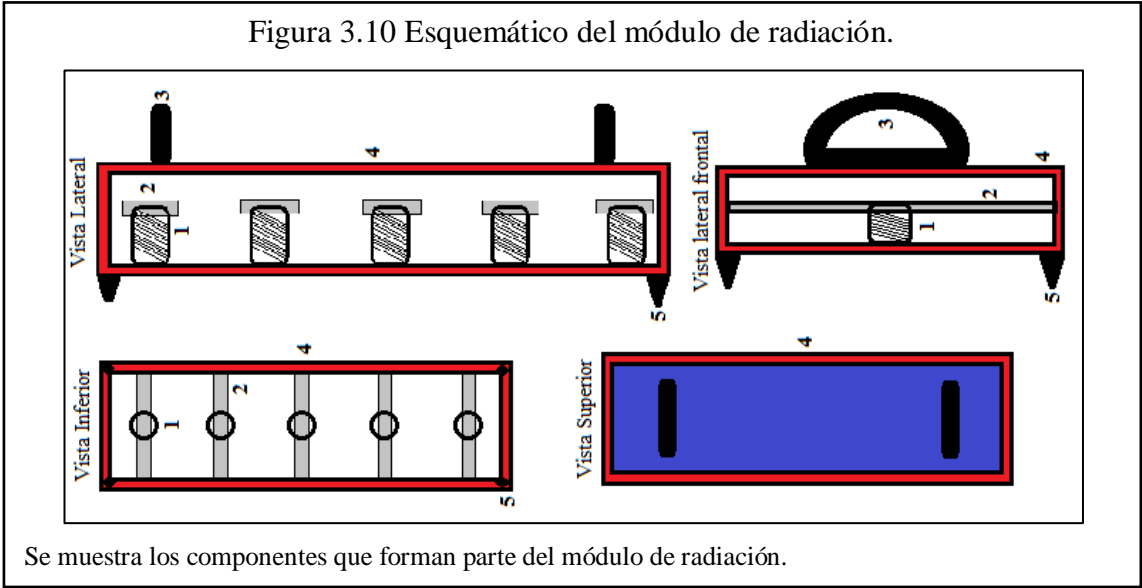 Figura 3.10 Esquemático del módulo de radiación.
Vista Lateral
3
4
2
1
5
Vista lateral frontal
3
4
2
1
5
Vista Inferior
4
2
1
5
Vista Superior
4
Se muestra los componentes que forman parte del módulo de radiación.